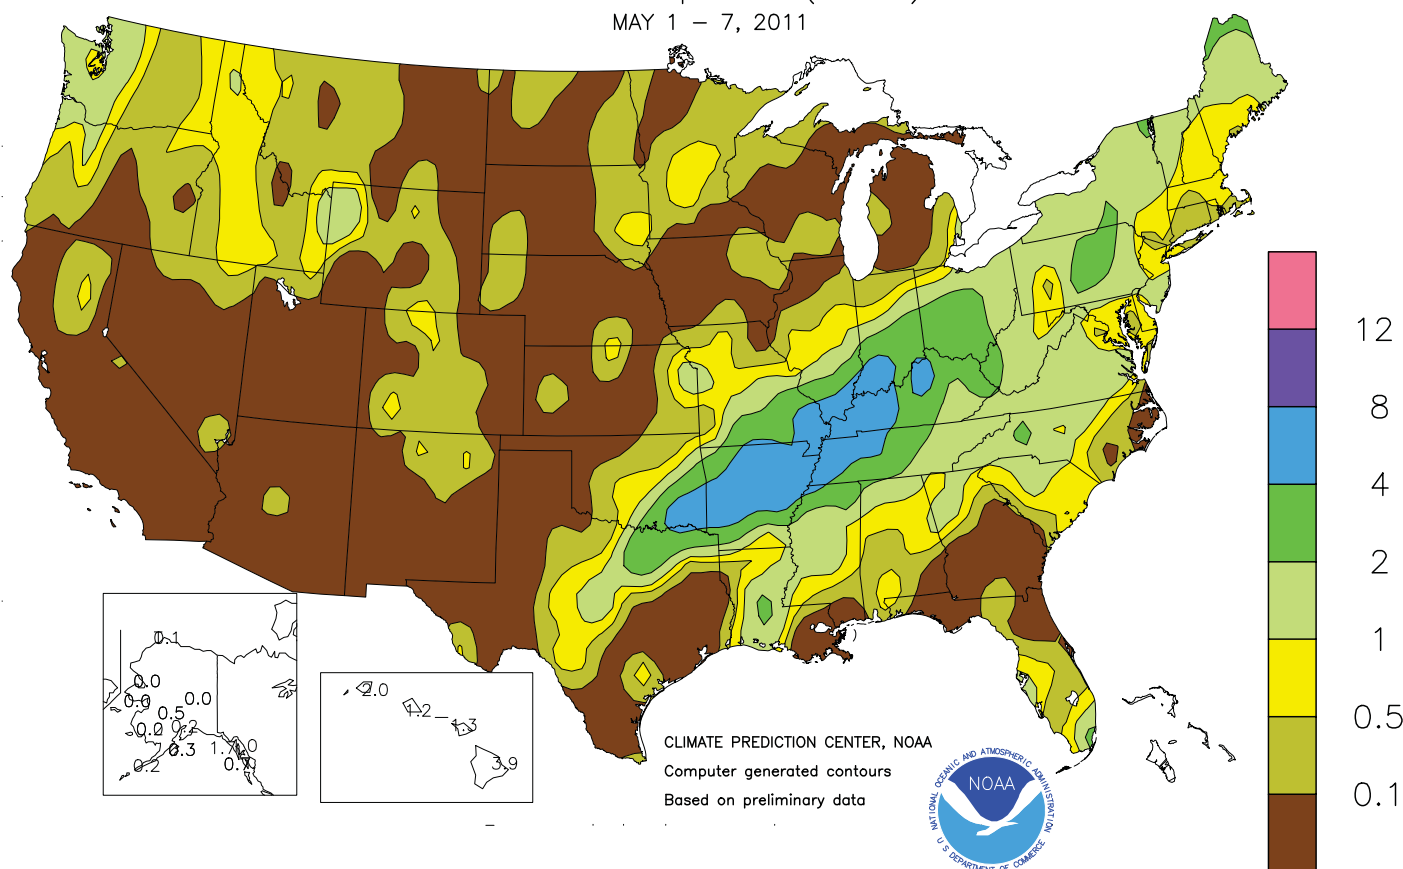 MAY 1 – 7, 2011
12
8
4
2
1
0.5
0.1
0.1
0.0
0.0
0.0
0.5
0.2
0.2
0.3
0.2
2.0
1.2
1.3
3.9
CLIMATE PREDICTION CENTER, NOAA
Computer generated contours
Based on preliminary data
NATIONAL OCEANIC AND ATMOSPHERIC ADMINISTRATION
NOAA
U S DEPARTMENT OF COMMERCE